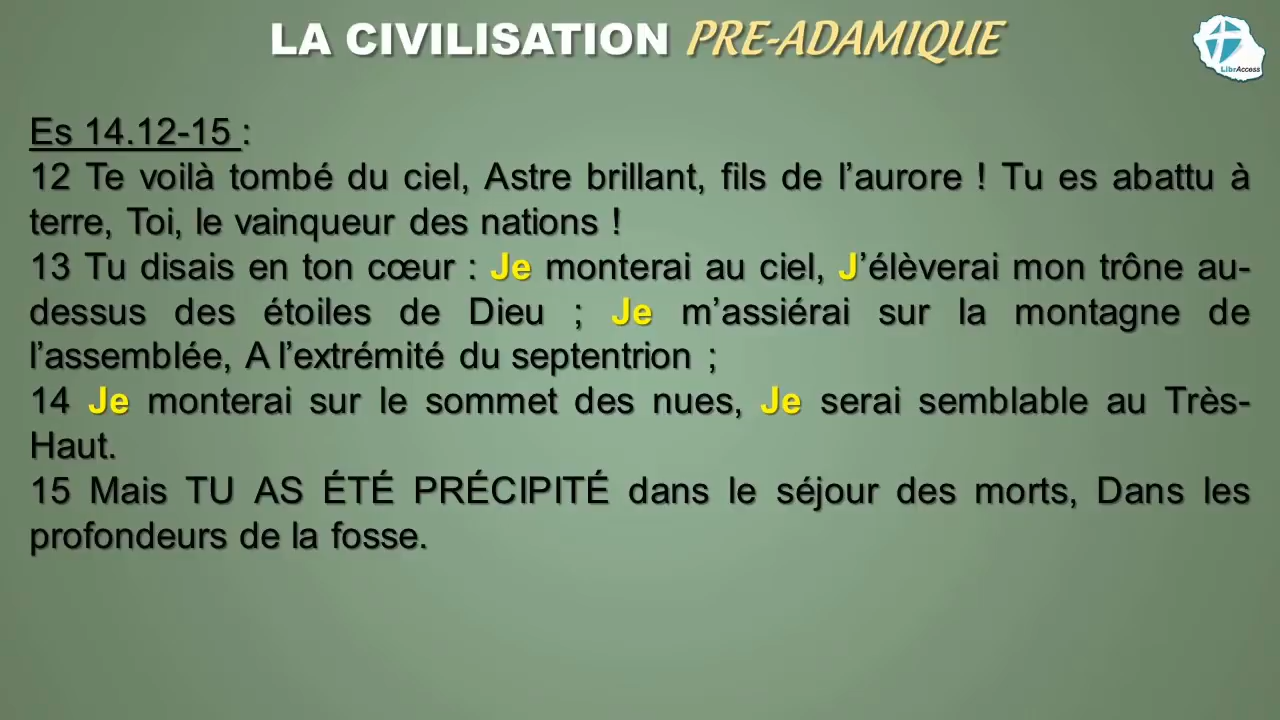 LA CIVILISATION PRE-ADAMIQUE
LibrAccess
Es 14.12-15 :
12 Te voilà tombé du ciel, Astre brillant, fils de l’aurore ! Tu es abattu à
terre, Toi, le vainqueur des nations !
13 Tu disais en ton cœur : Je monterai au ciel, J’élèverai mon trône au-
dessus des étoiles de Dieu ; Je m’assiérai sur la montagne de
l’assemblée, A l’extrémité du septentrion ;
14 Je monterai sur le sommet des nues, Je serai semblable au Très-
Haut.
15 Mais TU AS ÉTÉ PRÉCIPITÉ dans le séjour des morts, Dans les
profondeurs de la fosse.